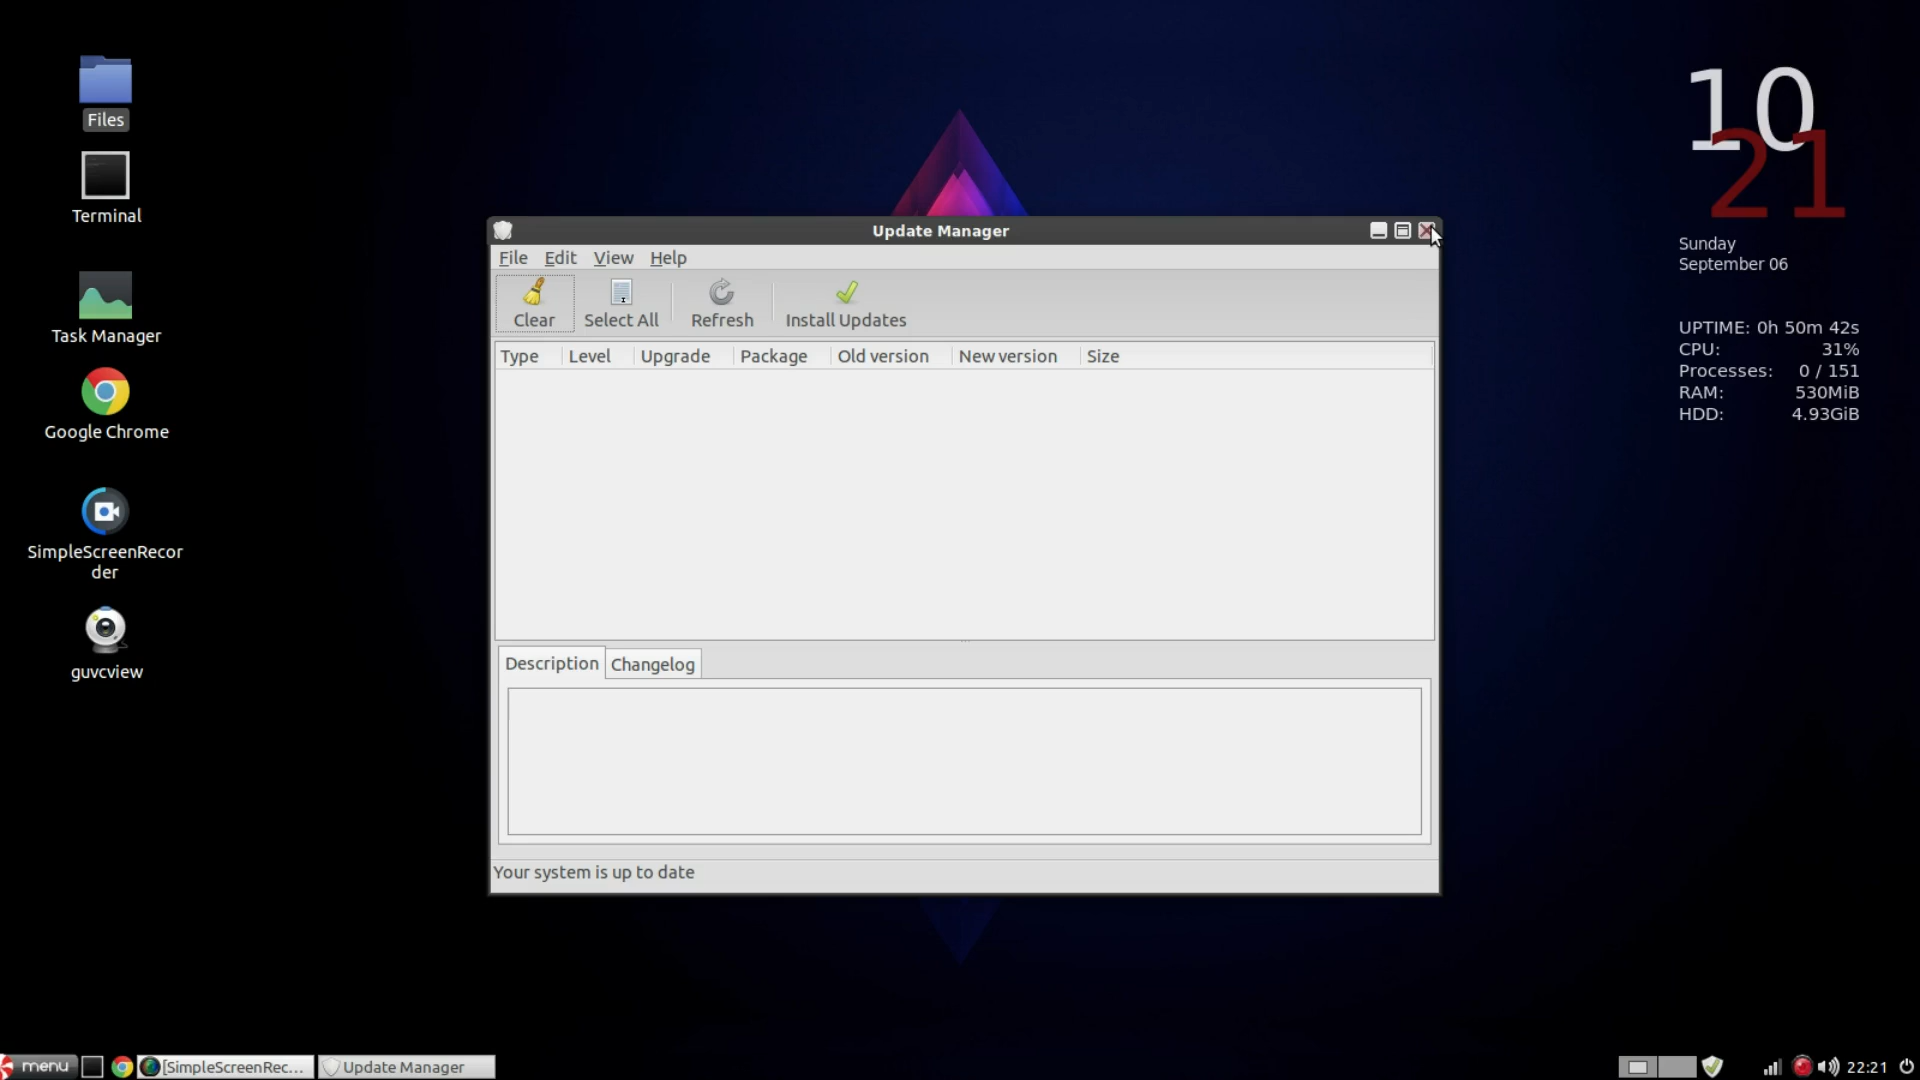 Files
Terminal
Task Manager
Google Chrome
SimpleScreenRecor
der
guvcview
Update Manager
File Edit View Help
Clear Select All Refresh Install Updates
Type Level Upgrade Package Old version New version Size
Description Changelog
Your system is up to date
10
21
Sunday
September 06
UPTIME: 0h 50m 42s
CPU: 31%
Processes: 0 / 151
RAM: 530MiB
HDD: 4.93GiB
menu [SimpleScreenRec... Update Manager 22:21